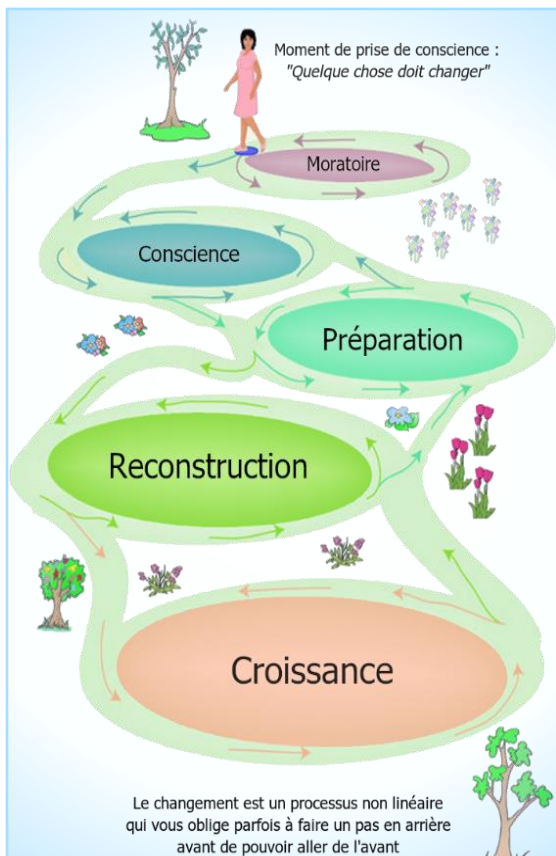 Moment de prise de conscience :
"Quelque chose doit changer"
Moratoire
Conscience
Préparation
Reconstruction
Croissance
Le changement est un processus non linéaire
qui vous oblige parfois à faire un pas en arrière
avant de pouvoir aller de l'avant